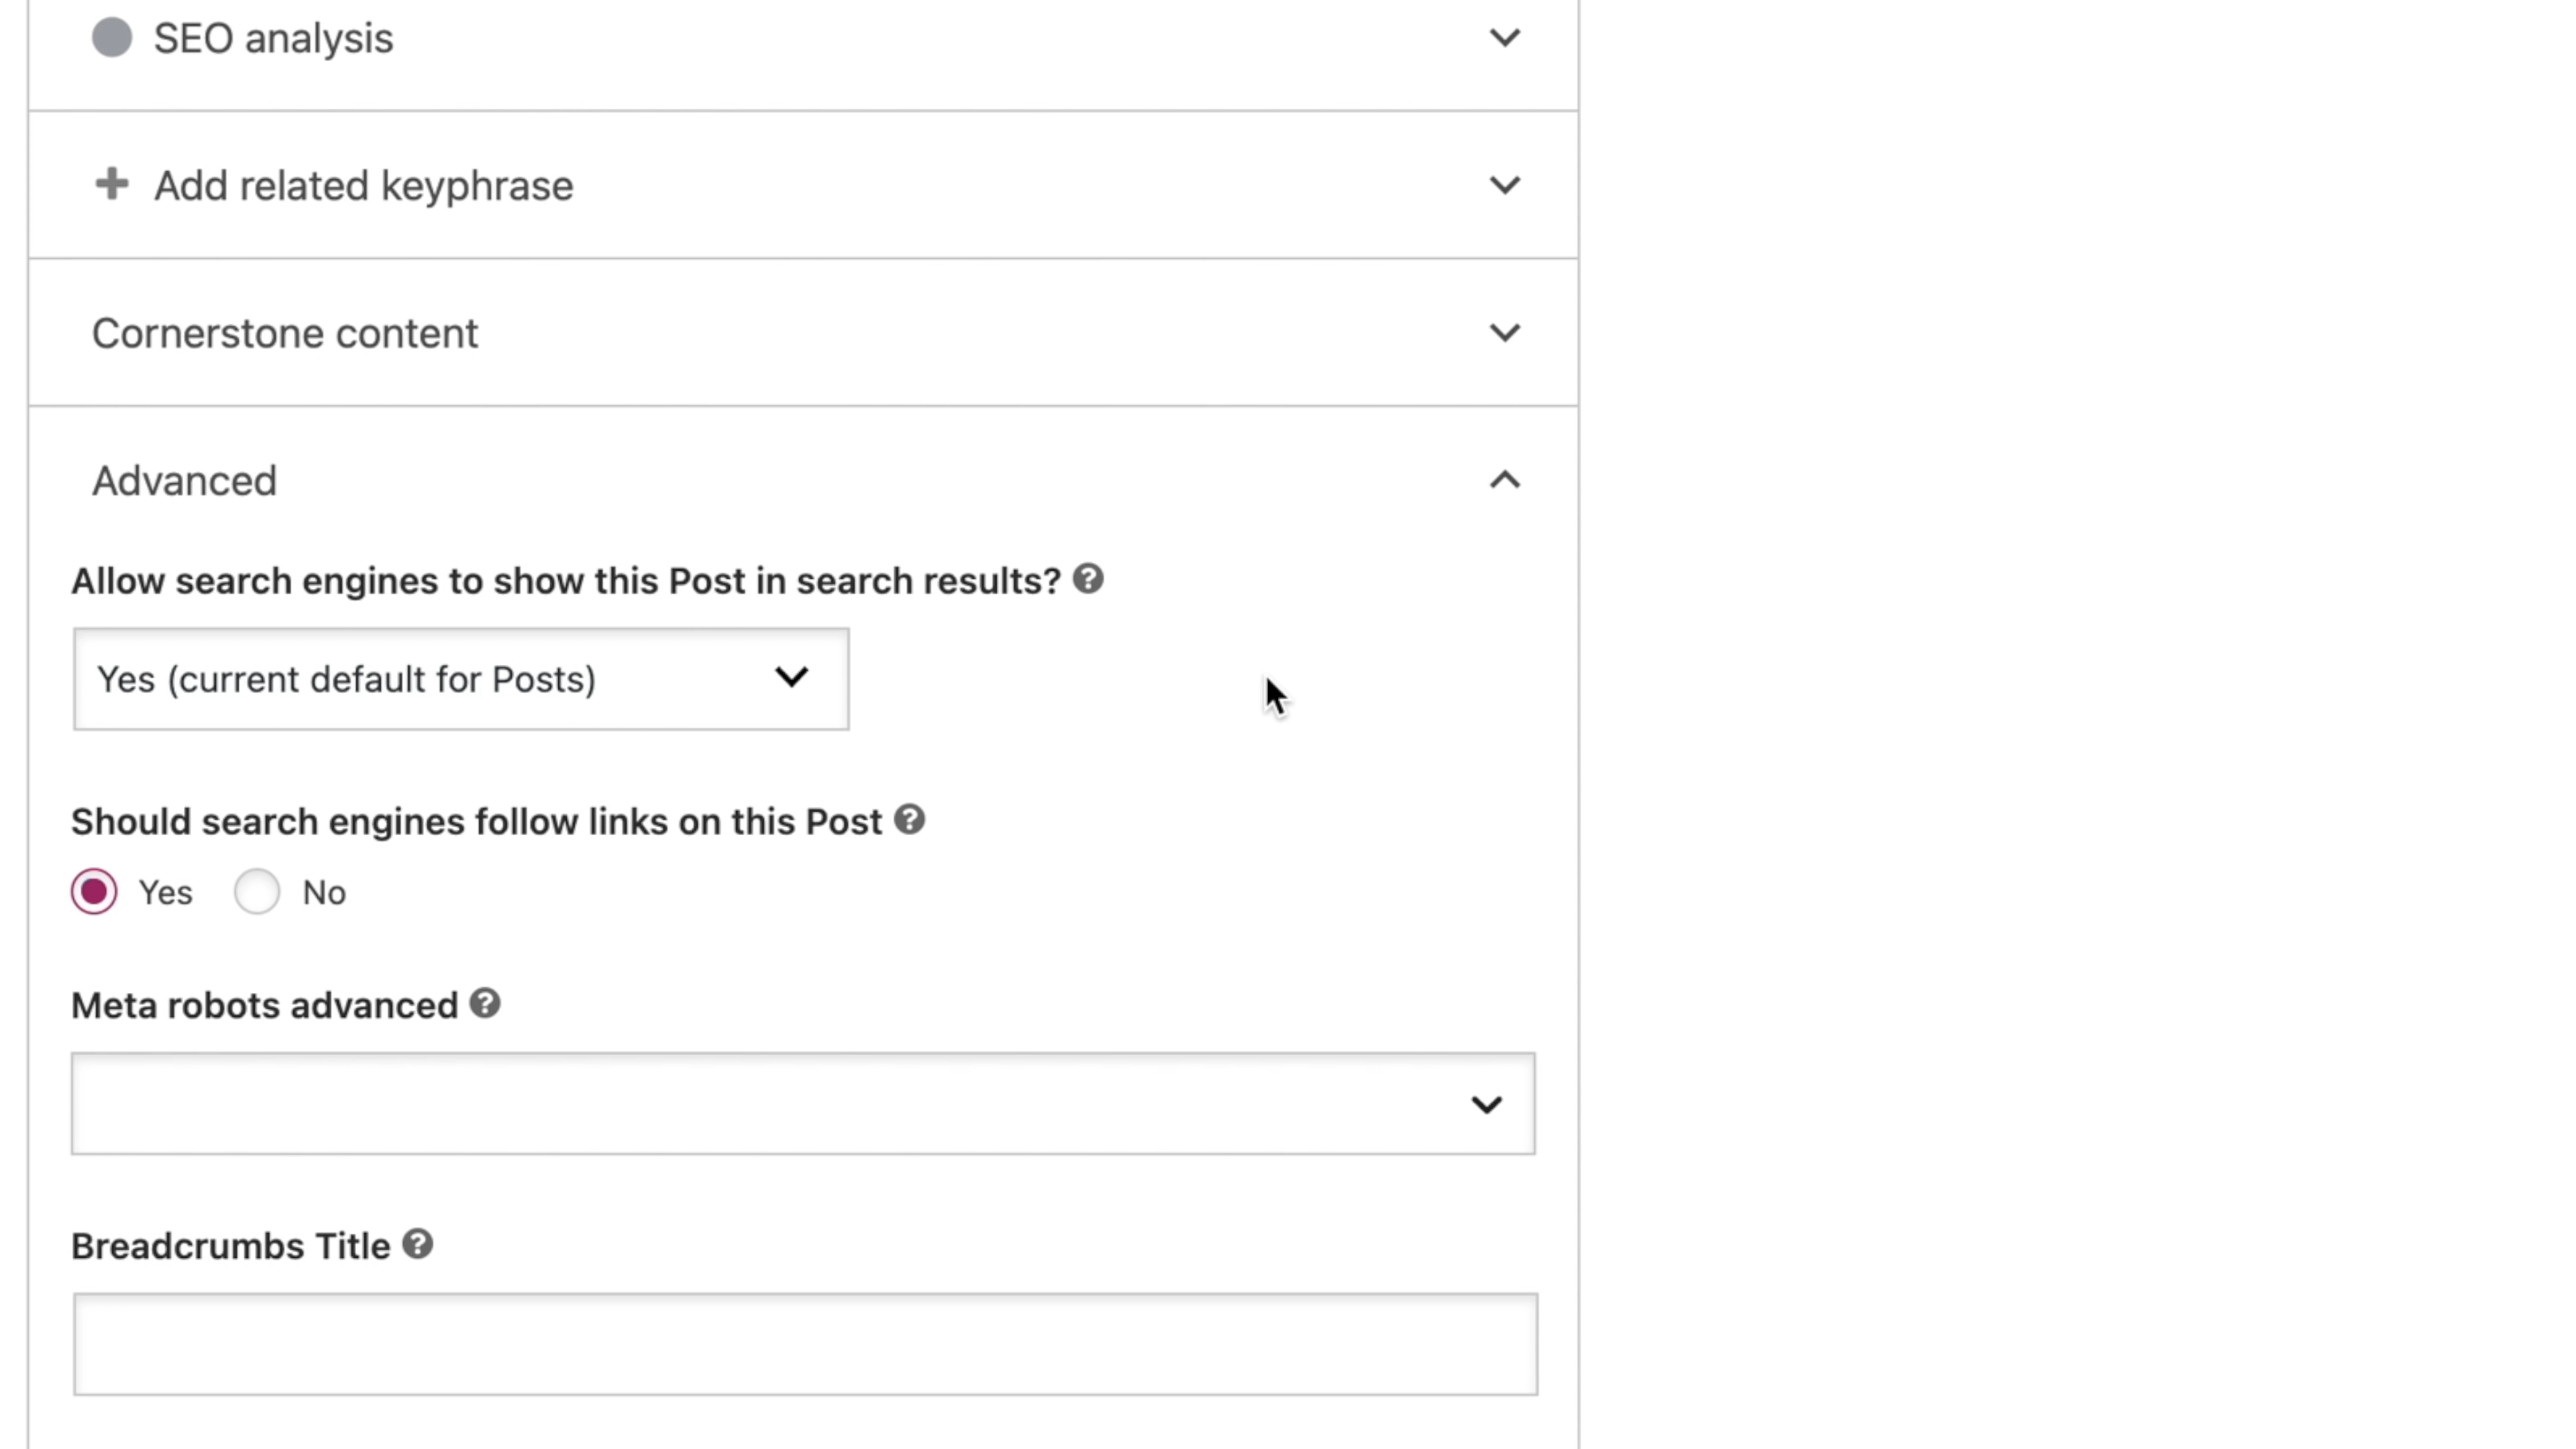 SEO analysis
Add related keyphrase
Cornerstone content
Advanced
Allow search engines to show this Post in search results?
Yes (current default for Posts)
Should search engines follow links on this Post
Yes No
Meta robots advanced
Breadcrumbs Title